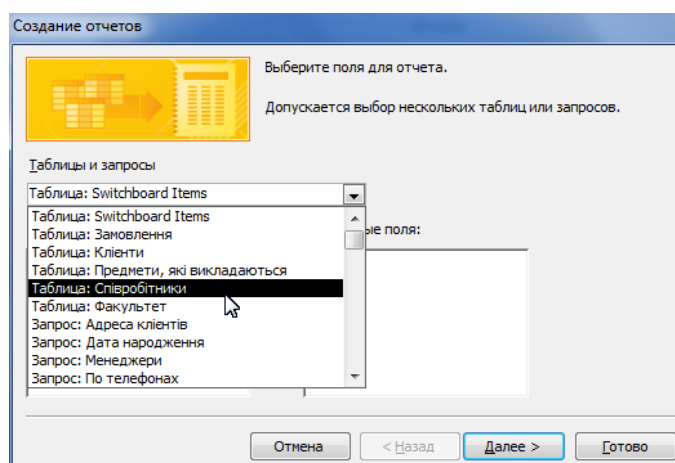 Создание отчетов
Выберите поля для отчета.
Допускается выбор нескольких таблиц или запросов.
Таблицы и запросы
Таблица: Switchboard Items
Таблица: Switchboard Items
Таблица: Замовлення
Таблица: Клієнти
Таблица: Предмети, які викладаються
Таблица: Співробітники
Таблица: Факультет
Запрос: Адреса клієнтів
Запрос: Дата народження
Запрос: Менеджери
Запрос: По телефонах
поля:
Отмена
< Назад
Далее >
Готово